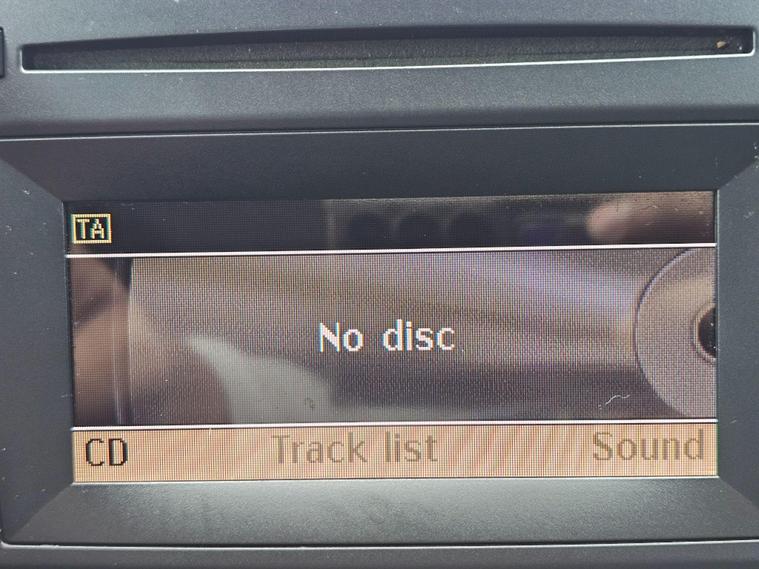 TA
No disc
CD Track list Sound